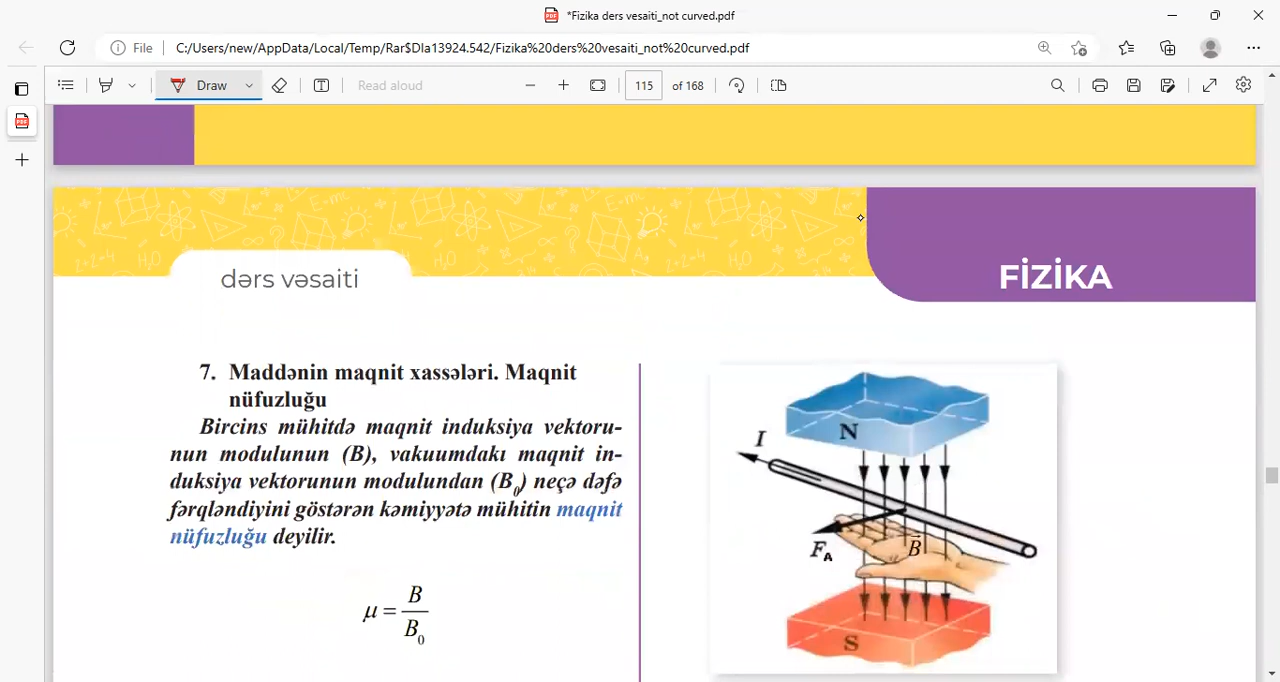 *Fizika ders vesaiti_not curved.pdf
File C:/Users/new/AppData/Local/Temp/Rar$DIa13924.542/Fizika%20ders%20vesaiti_not%20curved.pdf
Draw Read aloud 115 of 168
dərs vəsaiti
FİZİKA
7. Maddənin maqnit xassələri. Maqnit
nüfuzluğu
Bircins mühitdə maqnit induksiya vektoru-
nun modulunun (B), vakuumdakı maqnit in-
duksiya vektorunun modulundan (B₀) neçə dəfə
fərqləndiyini göstərən kəmiyyətə mühitin maqnit
nüfuzluğu deyilir.
μ = B / B₀
N
I
F_A
B⃗
S